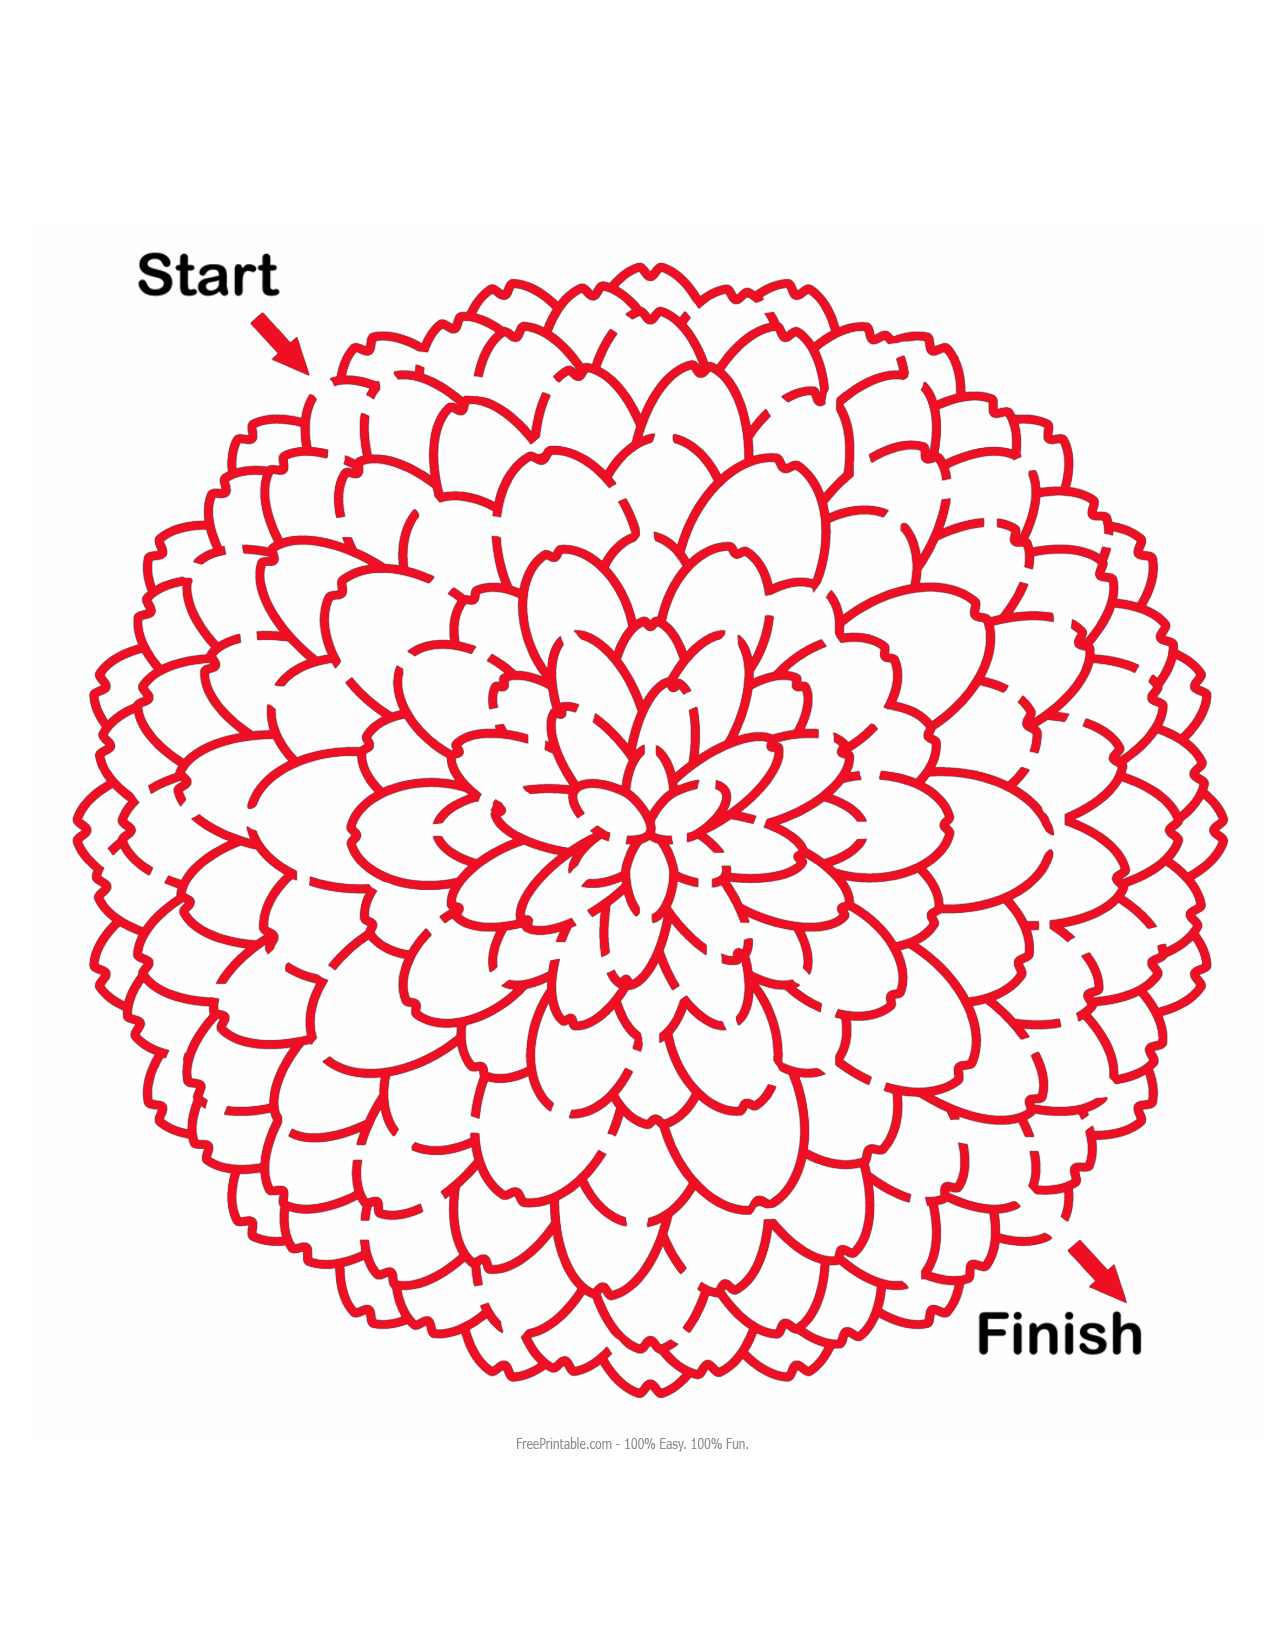 Start
Finish
FreePrintable.com - 100% Easy. 100% Fun.